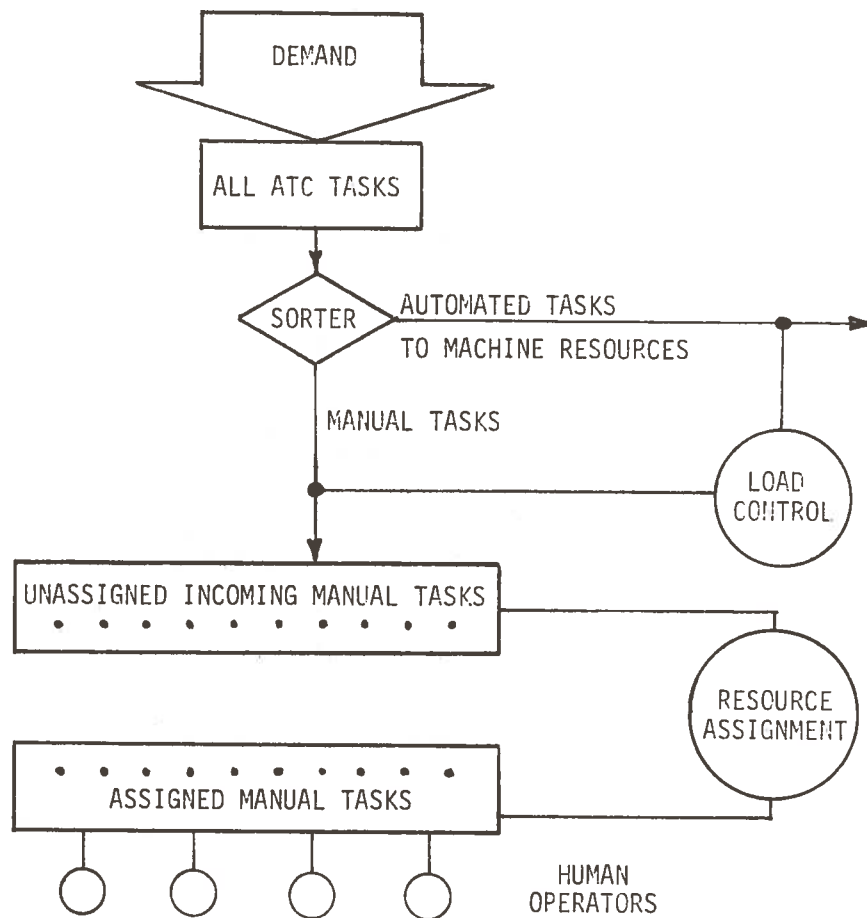 DEMAND
ALL ATC TASKS
SORTER
AUTOMATED TASKS
TO MACHINE RESOURCES
MANUAL TASKS
LOAD
CONTROL
UNASSIGNED INCOMING MANUAL TASKS
RESOURCE
ASSIGNMENT
ASSIGNED MANUAL TASKS
HUMAN
OPERATORS